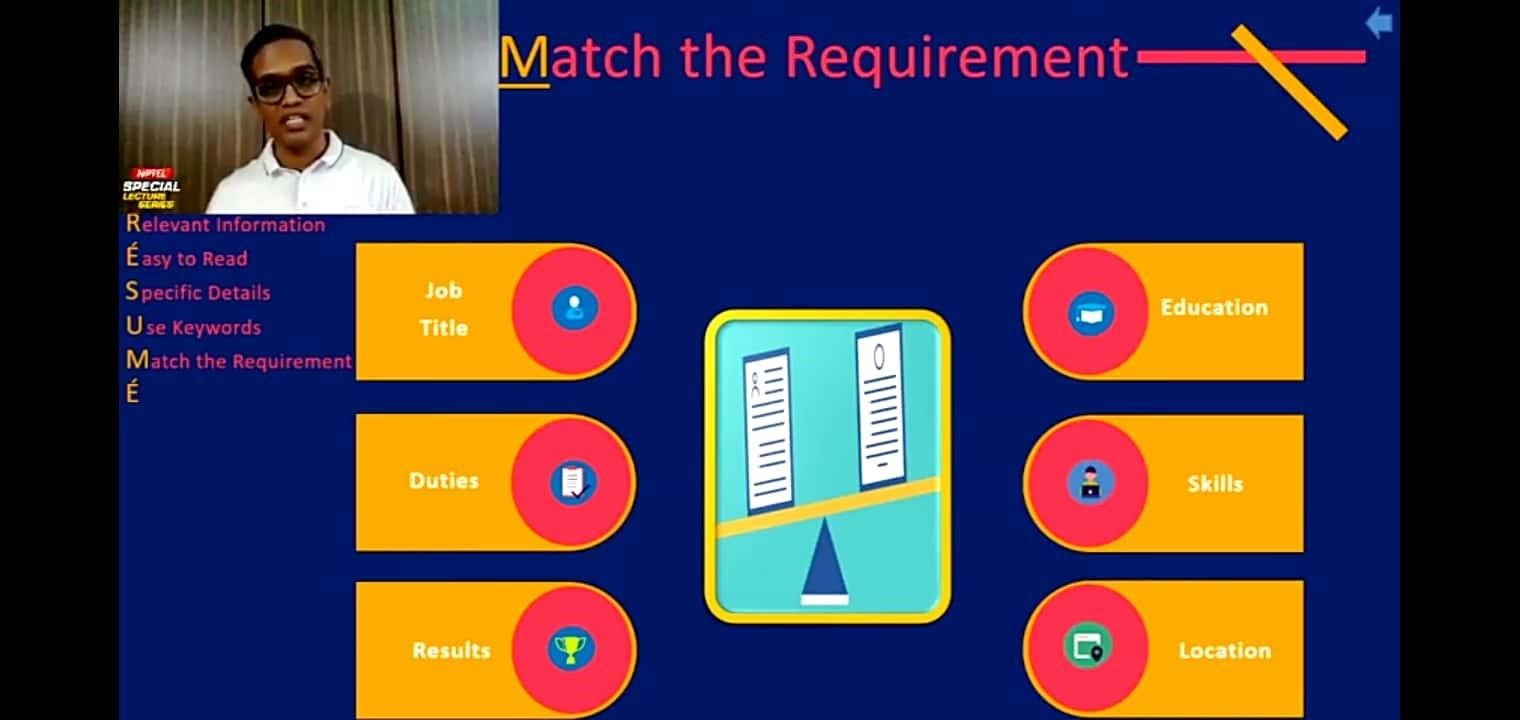 Match the Requirement
NPTEL
SPECIAL
LECTURE
SERIES
Relevant Information
Éasy to Read
Specific Details
Use Keywords
Match the Requirement
É
Job
Title
Duties
Results
Education
Skills
Location